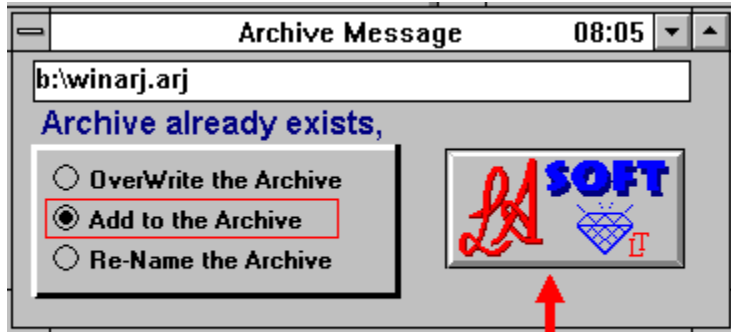 Archive Message 08:05
b:\winarj.arj
Archive already exists,
OverWrite the Archive
Add to the Archive
Re-Name the Archive
LA SOFT
LT